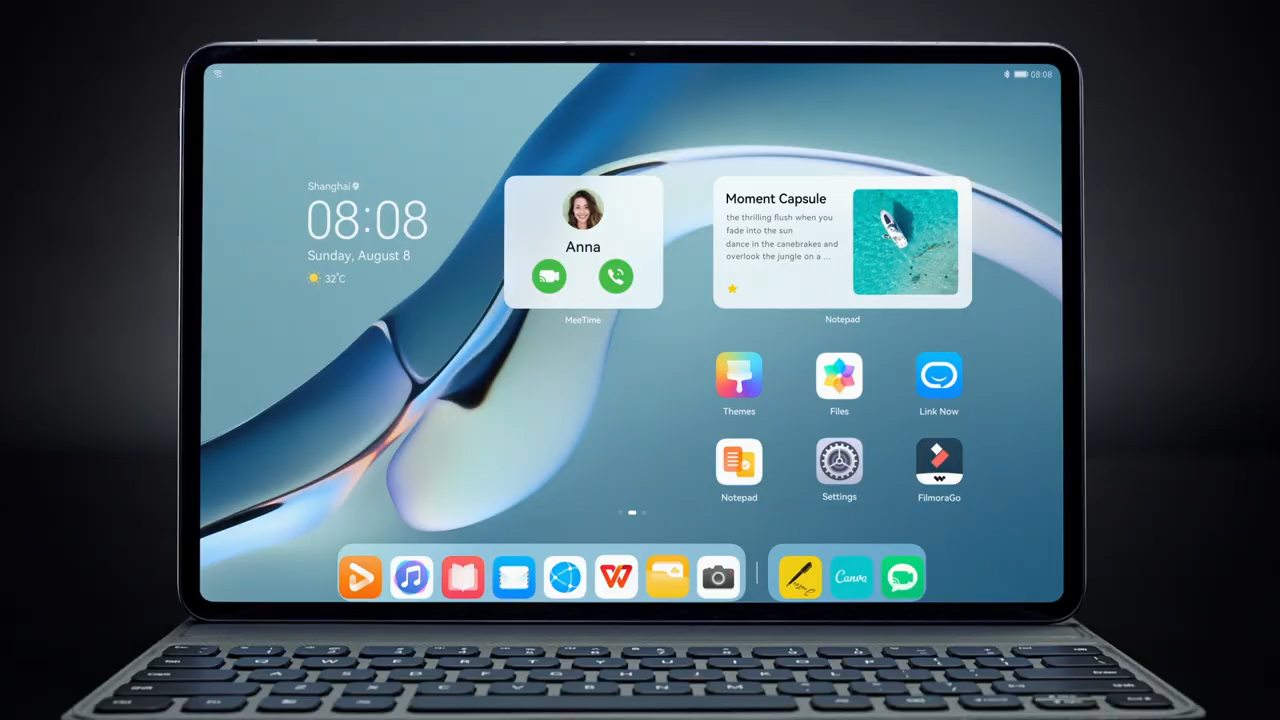 08:08
Shanghai
08:08
Sunday, August 8
32°C
Anna
MeeTime
Moment Capsule
the thrilling flush when you
fade into the sun
dance in the canebrakes and
overlook the jungle on a ...
Notepad
Themes
Files
Link Now
Notepad
Settings
FilmoraGo
Canva
Q W E R T Y U I O P
A S D F G H J K L
Z X C V B N M